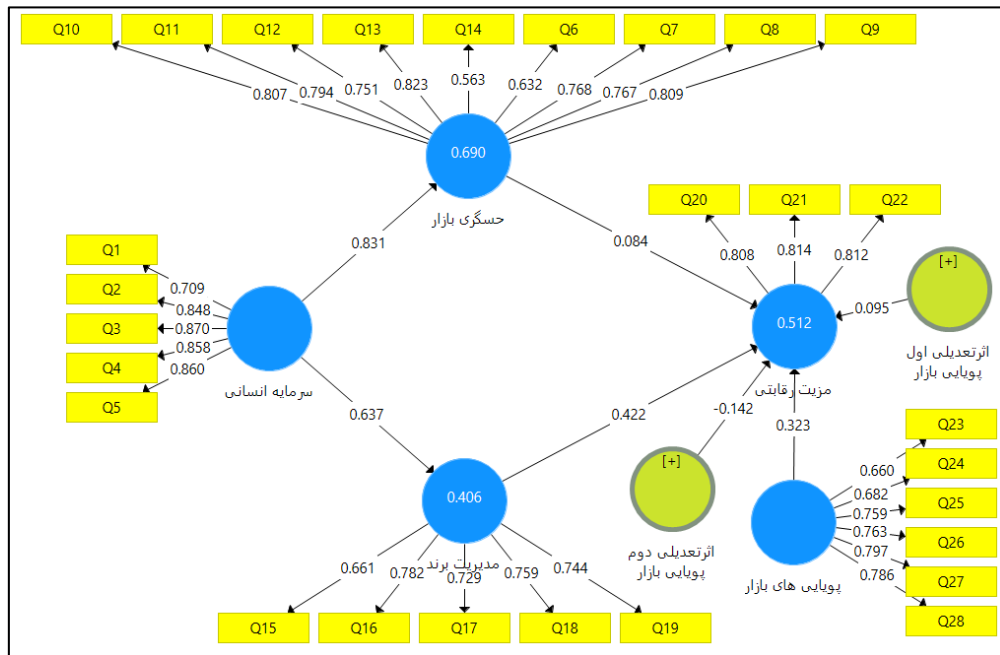 Q10
Q11
Q12
Q13
Q14
Q6
Q7
Q8
Q9
0.807
0.794
0.751
0.823
0.563
0.632
0.768
0.767
0.809
0.690
حسگری بازار
Q20
Q21
Q22
0.808
0.814
0.812
0.831
0.084
Q1
Q2
Q3
Q4
Q5
0.709
0.848
0.870
0.858
0.860
سرمایه انسانی
0.512
مزیت رقابتی
[+]
0.095
اثرتعدیلی اول
پویایی بازار
0.637
0.422
-0.142
0.323
[+]
اثرتعدیلی دوم
پویایی بازار
Q23
Q24
Q25
Q26
Q27
Q28
0.660
0.682
0.759
0.763
0.797
0.786
پویایی های بازار
0.406
مدیریت برند
0.661
0.782
0.729
0.759
0.744
Q15
Q16
Q17
Q18
Q19